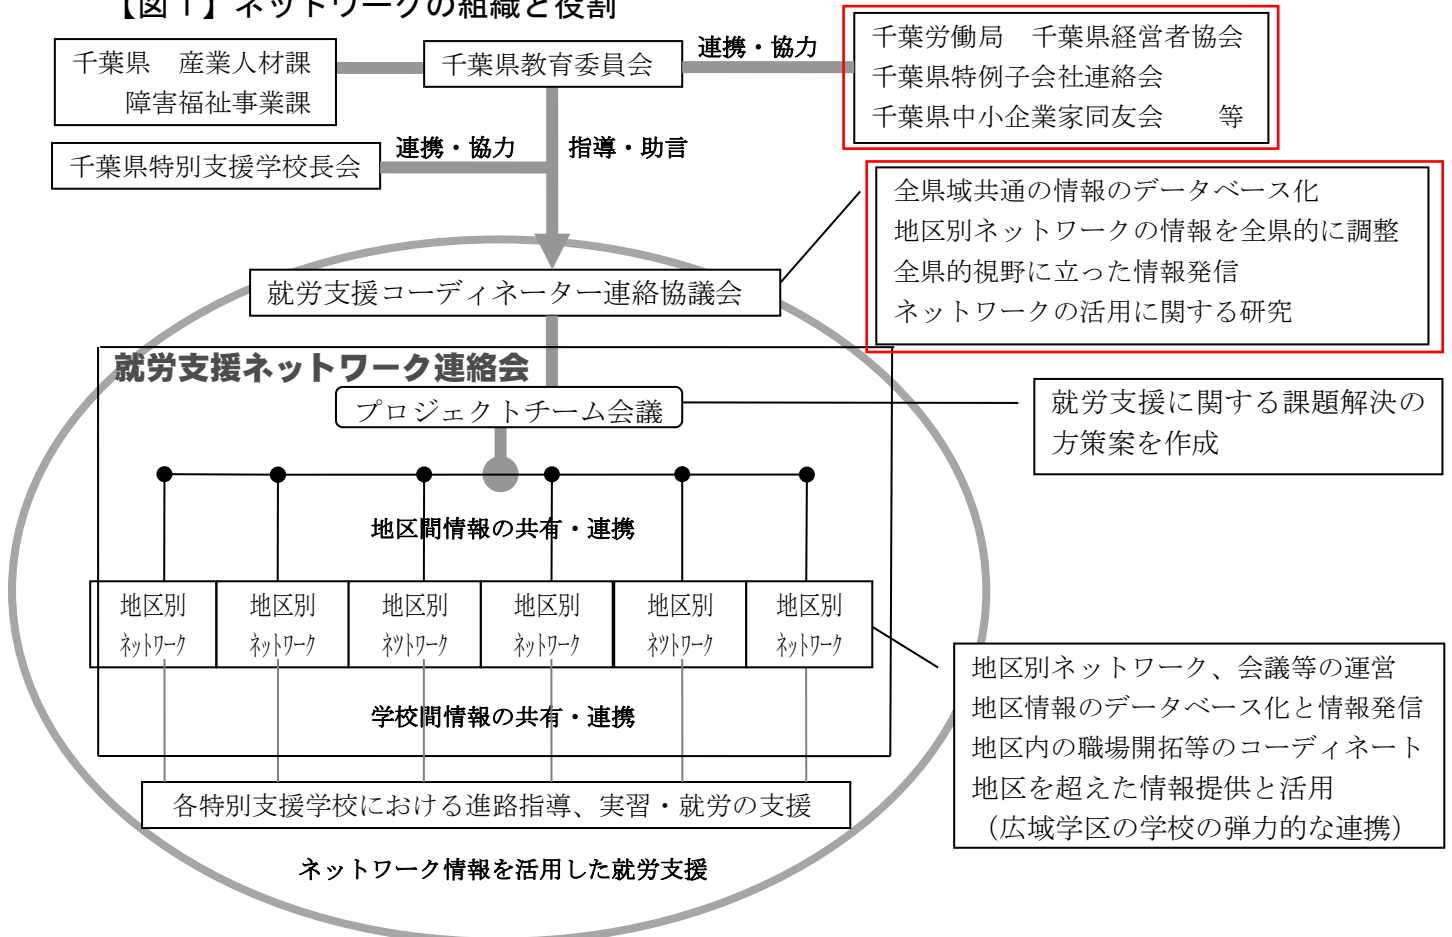 【図１】ネットワークの組織と役割
千葉県　産業人材課
障害福祉事業課
千葉県教育委員会
連携・協力
千葉労働局　千葉県経営者協会
千葉県特例子会社連絡会
千葉県中小企業家同友会　　等
千葉県特別支援学校長会
連携・協力
指導・助言
全県域共通の情報のデータベース化
地区別ネットワークの情報を全県的に調整
全県的視野に立った情報発信
ネットワークの活用に関する研究
就労支援コーディネーター連絡協議会
就労支援ネットワーク連絡会
プロジェクトチーム会議
就労支援に関する課題解決の
方策案を作成
地区間情報の共有・連携
地区別
ネットワーク
地区別
ネットワーク
地区別
ネットワーク
地区別
ネットワーク
地区別
ネットワーク
地区別
ネットワーク
地区別ネットワーク、会議等の運営
地区情報のデータベース化と情報発信
地区内の職場開拓等のコーディネート
地区を超えた情報提供と活用
（広域学区の学校の弾力的な連携）
学校間情報の共有・連携
各特別支援学校における進路指導、実習・就労の支援
ネットワーク情報を活用した就労支援